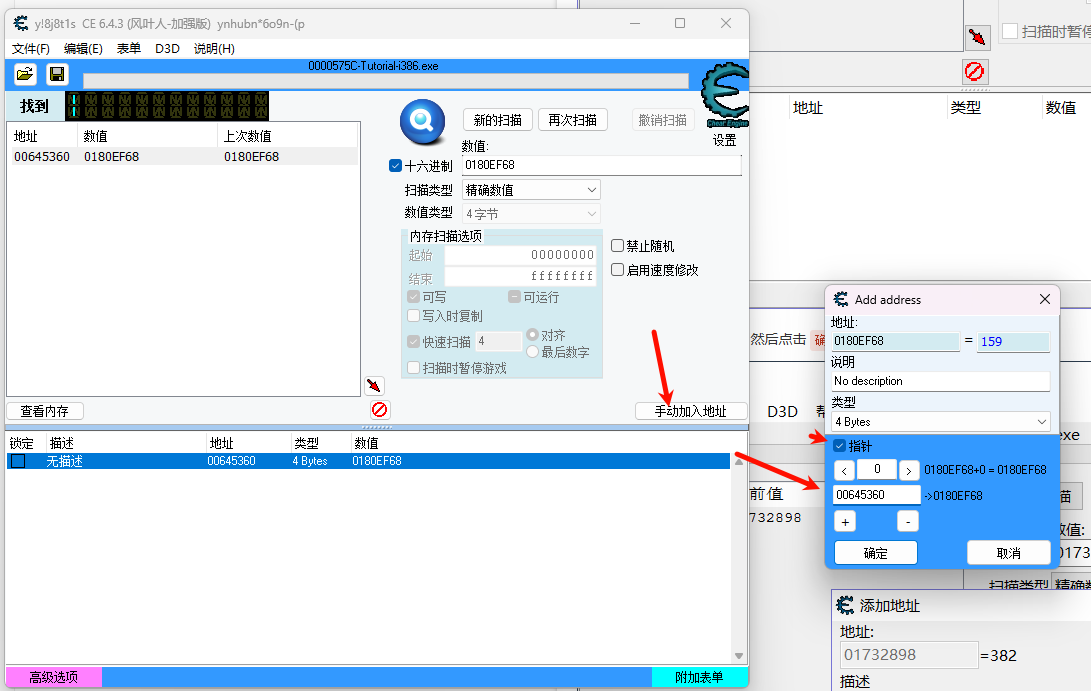 y!8j8t1s CE 6.4.3 (风叶人-加强版) ynhubn*6o9n-(p
文件(F) 编辑(E) 表单 D3D 说明(H)
0000575C-Tutorial-i386.exe
找到 1
地址 数值 上次数值
00645360 0180EF68 0180EF68
新的扫描 再次扫描 撤消扫描
Cheat Engine
设置
数值:
十六进制 0180EF68
扫描类型 精确数值
数值类型 4 字节
内存扫描选项
起始 00000000
结束 ffffffff
可写 可运行
写入时复制
快速扫描 4 对齐
最后数字
扫描时暂停游戏
禁止随机
启用速度修改
查看内存 手动加入地址
锁定 描述 地址 类型 数值
无描述 00645360 4 Bytes 0180EF68
高级选项 附加表单
扫描时暂停
地址 类型 数值
然后点击 确
D3D 帮
exe
前值
732898
描
数值:
0173
扫描类型 精确数
Add address
地址:
0180EF68 = 159
说明
No description
类型
4 Bytes
指针
< 0 > 0180EF68+0 = 0180EF68
00645360 ->0180EF68
+ -
确定 取消
添加地址
地址:
01732898 =382
描述